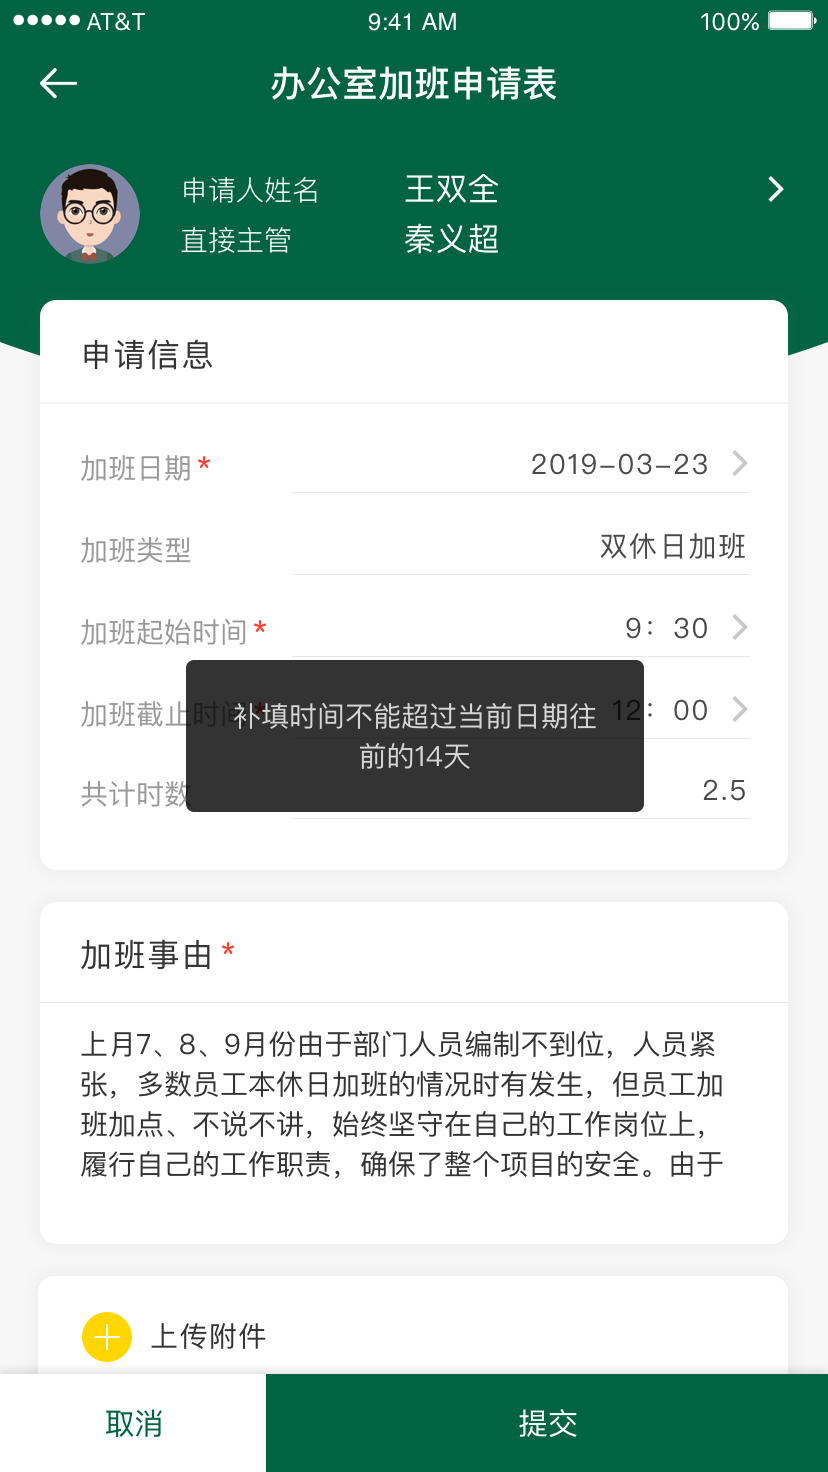 AT&T 9:41 AM 100%
办公室加班申请表
申请人姓名 王双全
直接主管 秦义超
申请信息
加班日期* 2019-03-23
加班类型 双休日加班
加班起始时间* 9：30
加班截止时间* 12：00
补填时间不能超过当前日期往
前的14天
共计时数 2.5
加班事由*
上月7、8、9月份由于部门人员编制不到位，人员紧
张，多数员工本休日加班的情况时有发生，但员工加
班加点、不说不讲，始终坚守在自己的工作岗位上，
履行自己的工作职责，确保了整个项目的安全。由于
上传附件
取消 提交